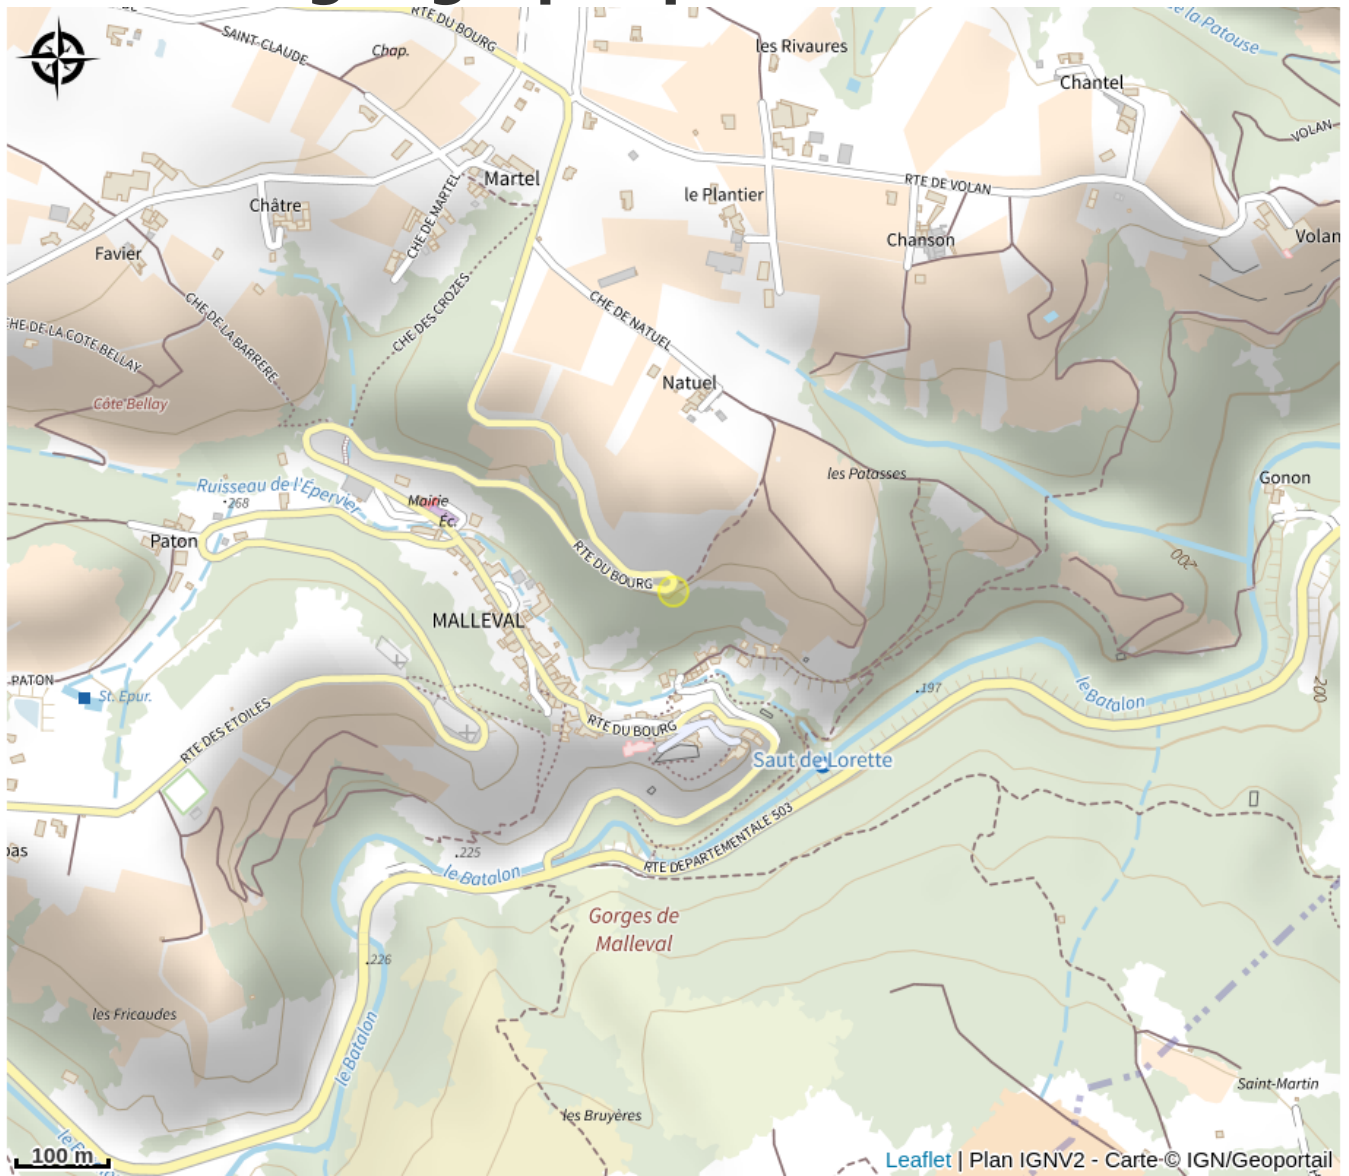 RTE DU BOURG
de la Patouse
SAINT-CLAUDE
Chap.
les Rivaures
Chantel
VOLAN
Martel
CHE DE MARTEL
le Plantier
RTE DE VOLAN
Châtre
Chanson
Volan
Favier
CHE DE LA BARRERE
CHE DES CROZES
CHE DE NATUEL
CHE DE LA COTE BELLAY
Côte Bellay
Natuel
les Patasses
Gonon
Ruisseau de l'Épervier
.268
Mairie
Éc.
Paton
RTE DU BOURG
200
MALLEVAL
PATON
St. Epur.
RTE DES ETOILES
.197
le Batalon
200
RTE DU BOURG
Saut de Lorette
RTE DEPARTEMENTALE 503
.225
le Batalon
Gorges de
Malleval
.226
les Fricaudes
le Batalon
Saint-Martin
les Bruyères
100 m
Leaflet | Plan IGNV2 - Carte © IGN/Geoportail